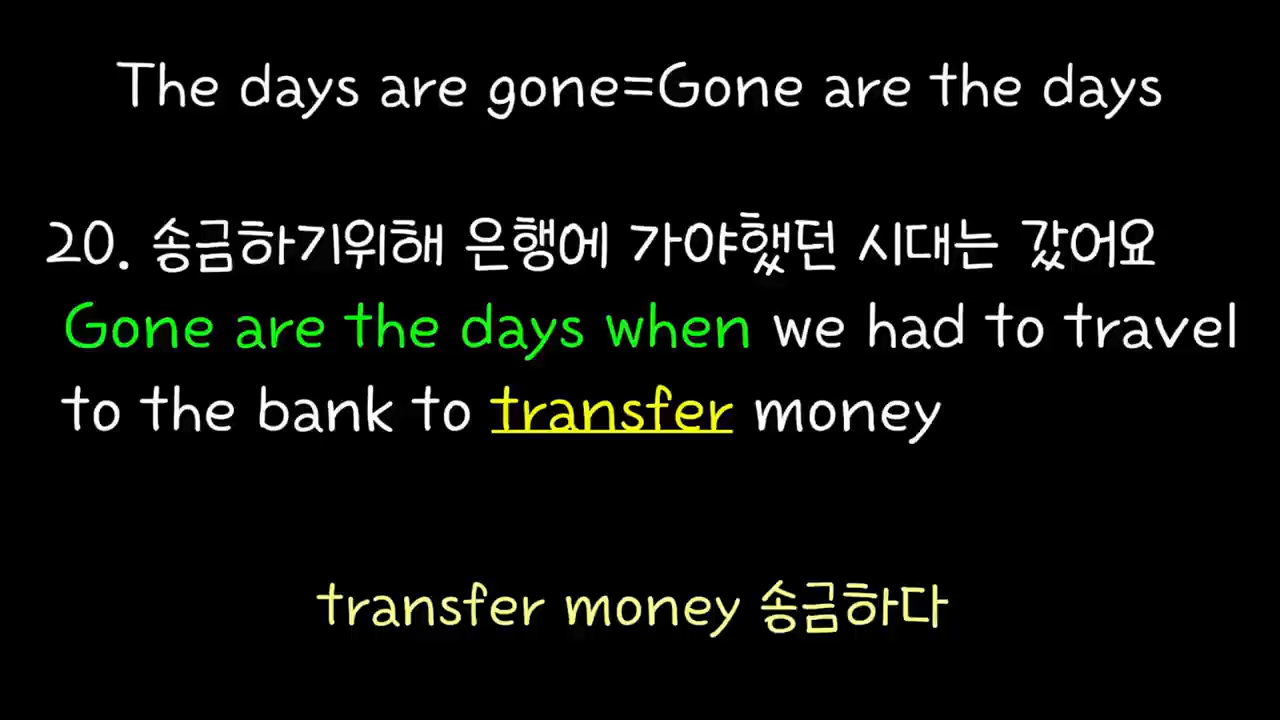 The days are gone=Gone are the days
20. 송금하기위해 은행에 가야했던 시대는 갔어요
Gone are the days when we had to travel
to the bank to transfer money
transfer money 송금하다